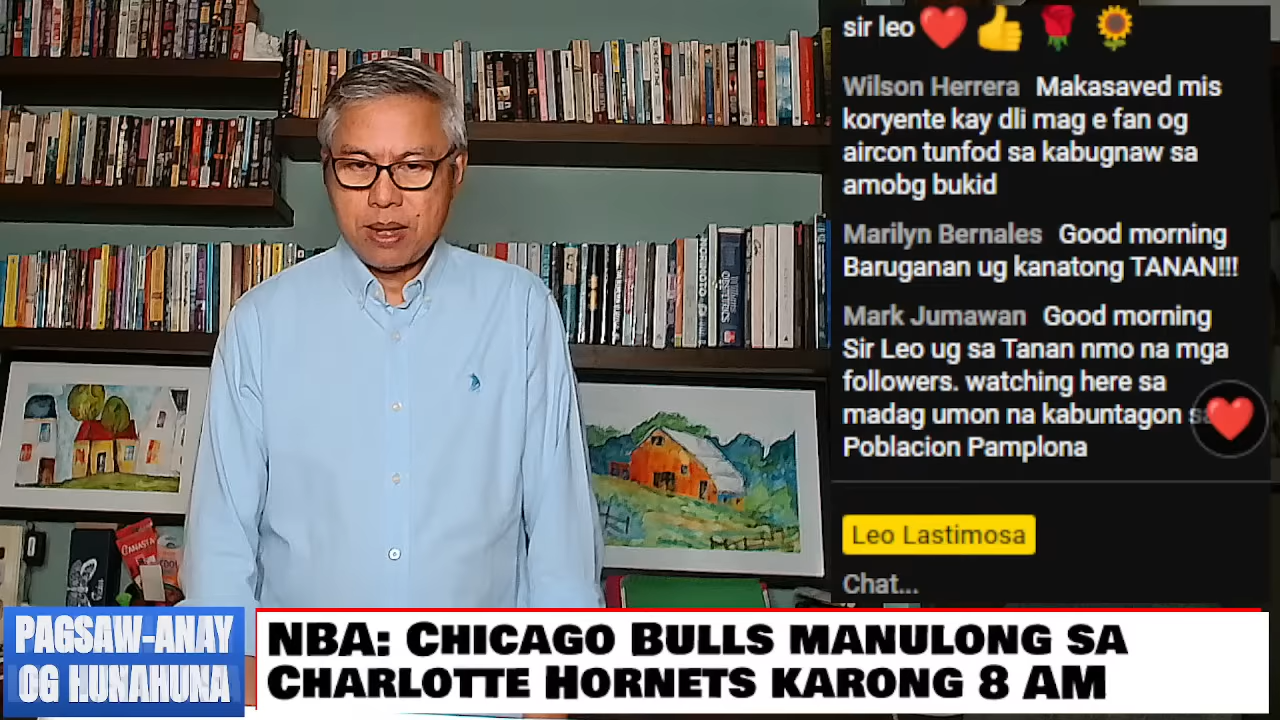 sir leo ❤️ 👍 🌹 🌻
Wilson Herrera Makasaved mis
koryente kay dli mag e fan og
aircon tunfod sa kabugnaw sa
amobg bukid
Marilyn Bernales Good morning
Baruganan ug kanatong TANAN!!!
Mark Jumawan Good morning
Sir Leo ug sa Tanan nmo na mga
followers. watching here sa
madag umon na kabuntagon sa
Poblacion Pamplona
Leo Lastimosa
Chat...
CANASTA
PAGSAW-ANAY
OG HUNAHUNA
NBA: CHICAGO BULLS MANULONG SA
CHARLOTTE HORNETS KARONG 8 AM